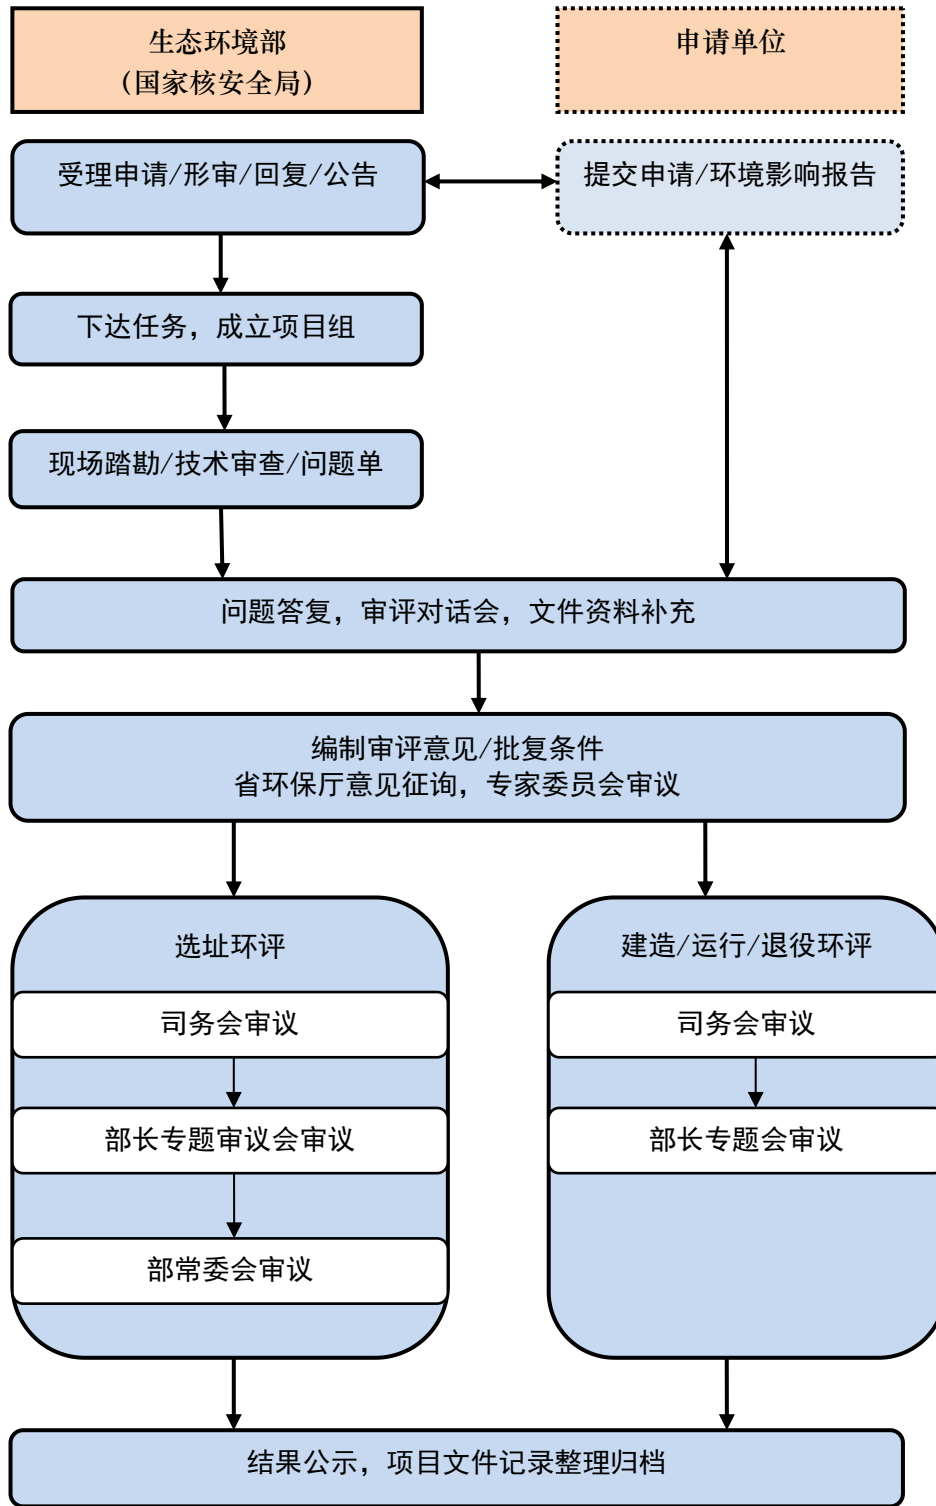 生态环境部
（国家核安全局）
申请单位
受理申请/形审/回复/公告
提交申请/环境影响报告
下达任务，成立项目组
现场踏勘/技术审查/问题单
问题答复，审评对话会，文件资料补充
编制审评意见/批复条件
省环保厅意见征询，专家委员会审议
选址环评
司务会审议
部长专题审议会审议
部常委会审议
建造/运行/退役环评
司务会审议
部长专题会审议
结果公示，项目文件记录整理归档